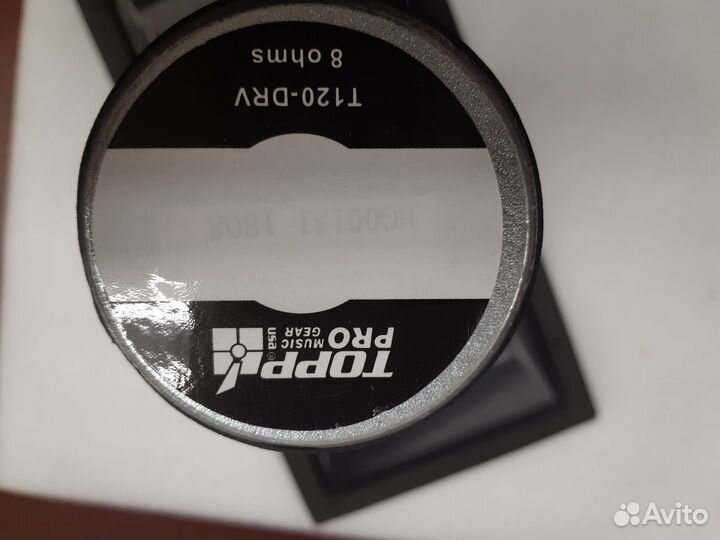 TOPP
PRO MUSIC GEAR
usa
T120-DRV
8 ohms
Avito